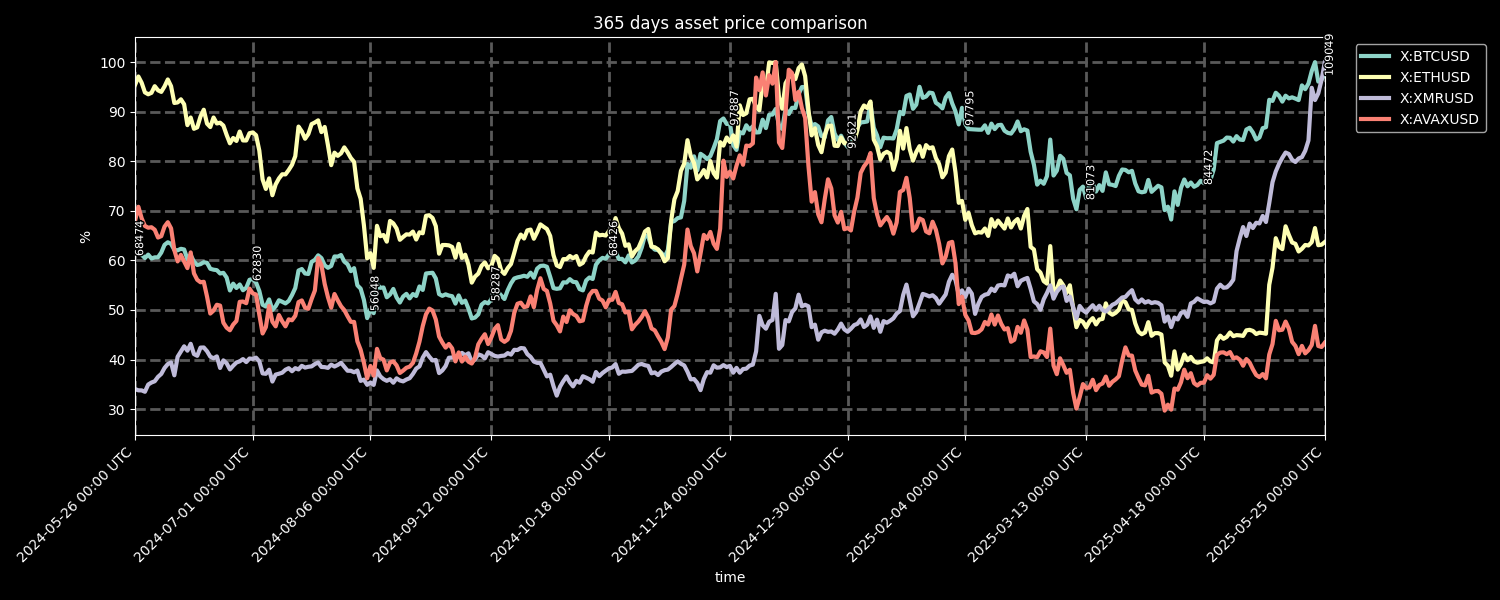 365 days asset price comparison
X:BTCUSD
X:ETHUSD
X:XMRUSD
X:AVAXUSD
%
100
90
80
70
60
50
40
30
68474
62830
56048
58287
68426
97887
92621
97795
81073
84472
109049
2024-05-26 00:00 UTC
2024-07-01 00:00 UTC
2024-08-06 00:00 UTC
2024-09-12 00:00 UTC
2024-10-18 00:00 UTC
2024-11-24 00:00 UTC
2024-12-30 00:00 UTC
2025-02-04 00:00 UTC
2025-03-13 00:00 UTC
2025-04-18 00:00 UTC
2025-05-25 00:00 UTC
time